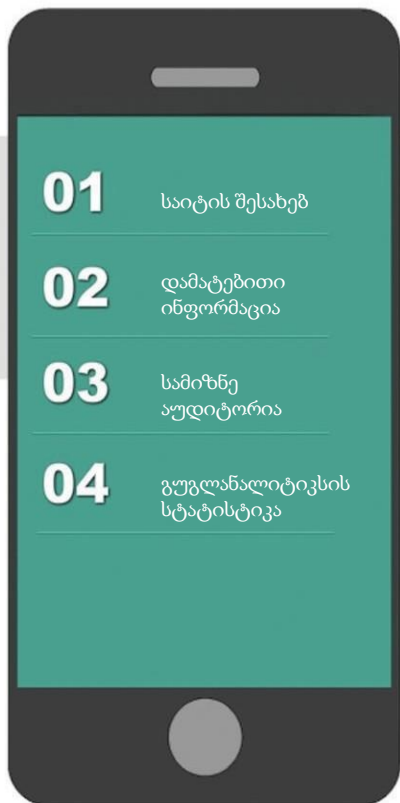 01 საიტის შესახებ
02 დამატებითი
ინფორმაცია
03 სამიზნე
აუდიტორია
04 გუგლანალიტიკსის
სტატისტიკა